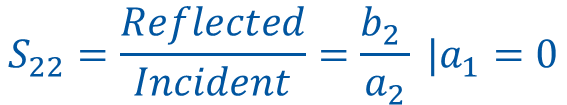 S₂₂ = Reflected / Incident = b₂ / a₂ |a₁ = 0